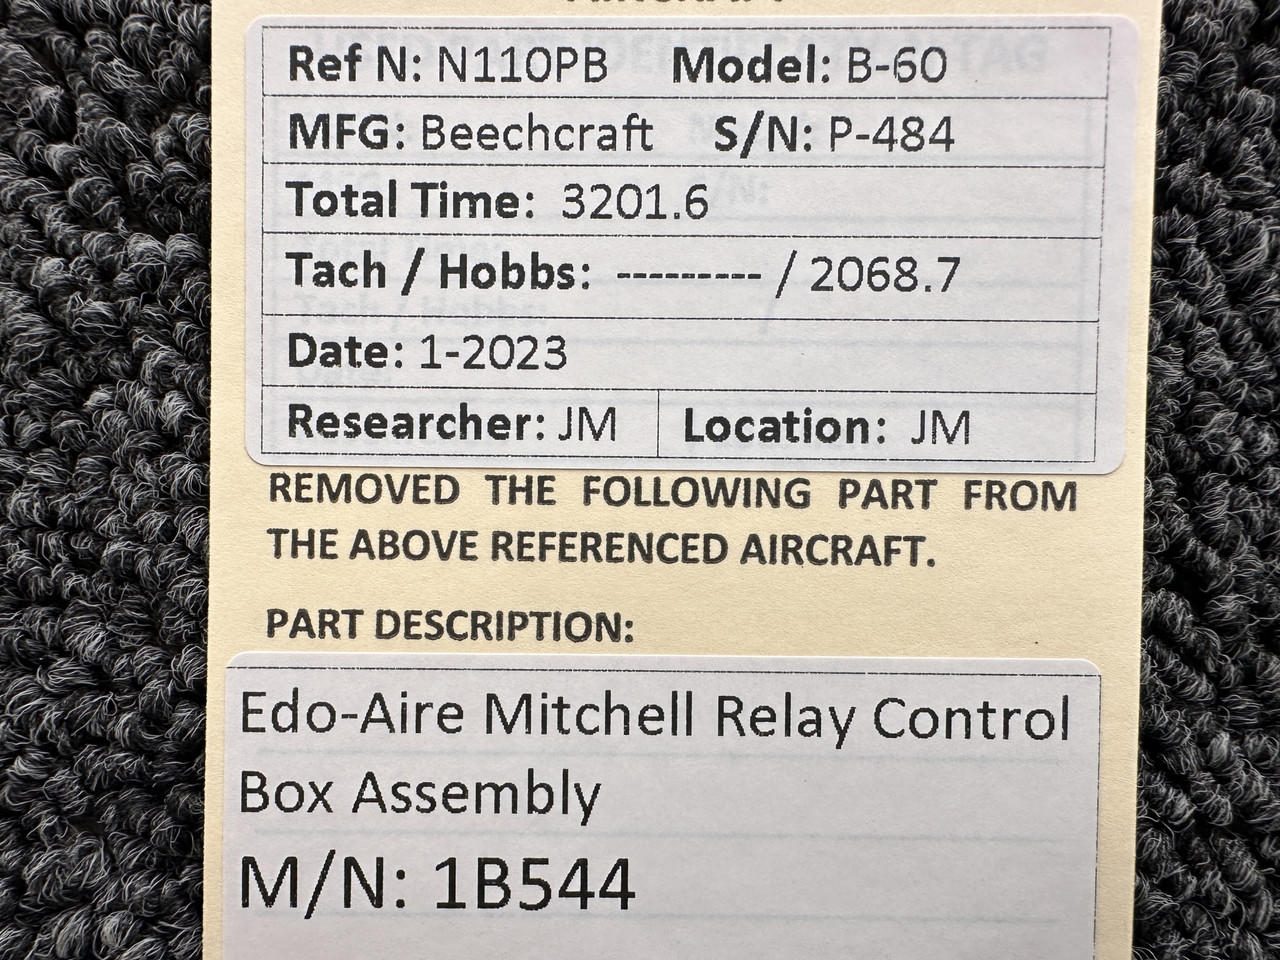 Ref N: N110PB Model: B-60
MFG: Beechcraft S/N: P-484
Total Time: 3201.6
Tach / Hobbs: --------- / 2068.7
Date: 1-2023
Researcher: JM Location: JM
REMOVED THE FOLLOWING PART FROM
THE ABOVE REFERENCED AIRCRAFT.
PART DESCRIPTION:
Edo-Aire Mitchell Relay Control
Box Assembly
M/N: 1B544